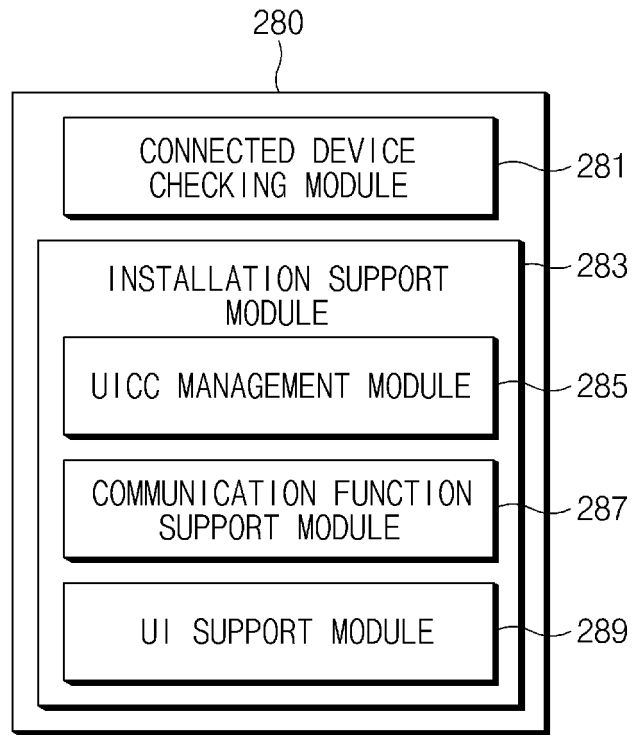 280
CONNECTED DEVICE
CHECKING MODULE
281
INSTALLATION SUPPORT
MODULE
283
UICC MANAGEMENT MODULE
285
COMMUNICATION FUNCTION
SUPPORT MODULE
287
UI SUPPORT MODULE
289